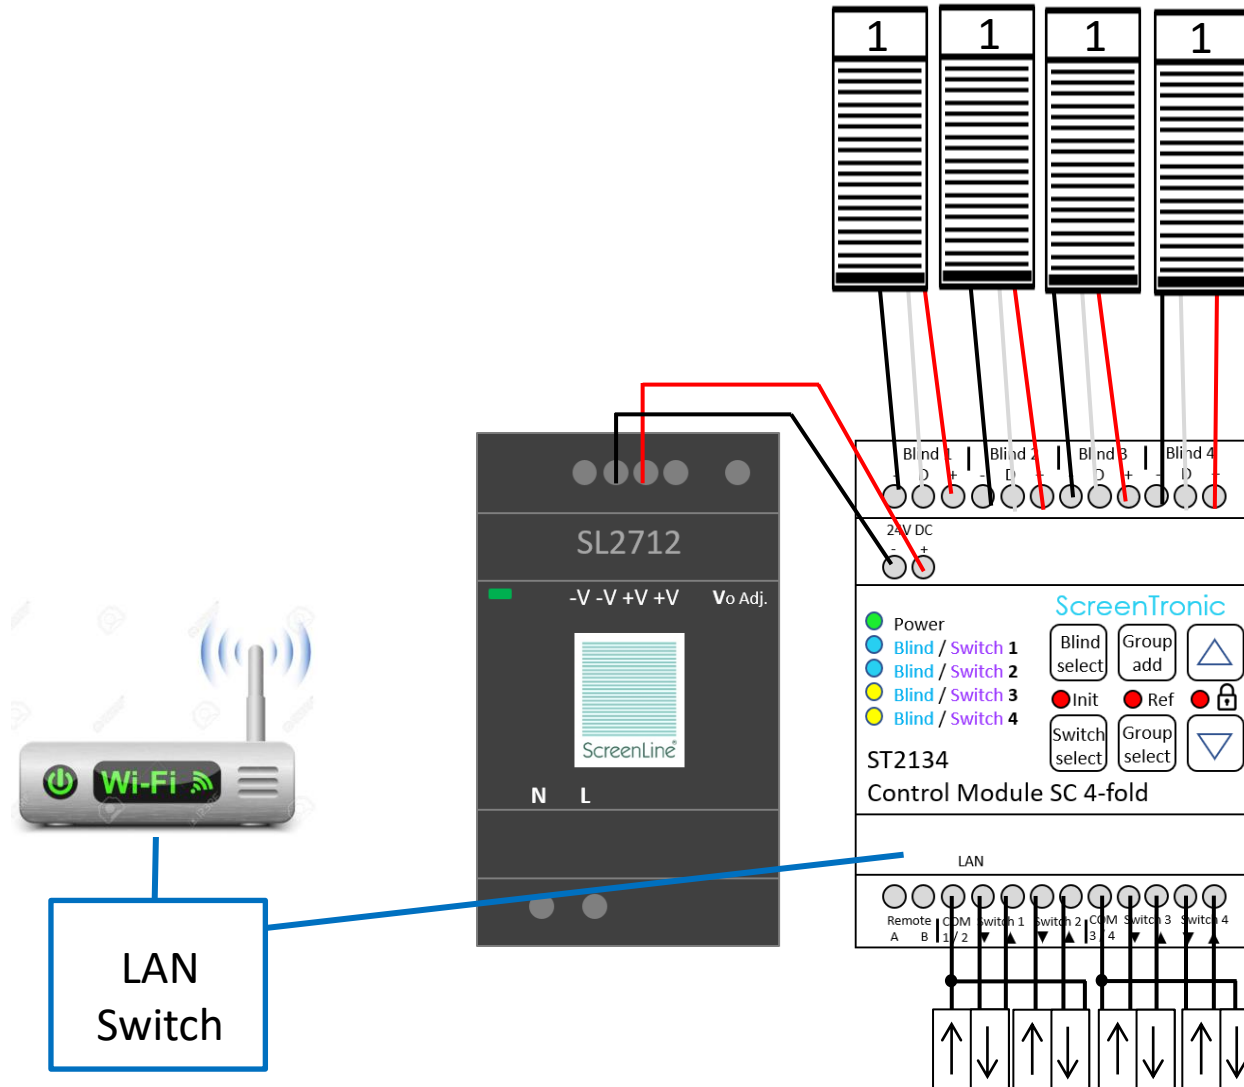 1 1 1 1
Blind 1 | Blind 2 | Blind 3 | Blind 4
- D + - D + - D + - D +
24V DC
- +
SL2712
-V -V +V +V Vo Adj.
ScreenLine®
N L
Wi-Fi
LAN
Switch
ScreenTronic
Power
Blind / Switch 1
Blind / Switch 2
Blind / Switch 3
Blind / Switch 4
Blind
select
Group
add
Init
Ref
Switch
select
Group
select
ST2134
Control Module SC 4-fold
LAN
Remote | COM Switch 1 Switch 2 | COM Switch 3 Switch 4
A B 1 / 2 ▼ ▲ ▼ ▲ 3 / 4 ▼ ▲ ▼ ▲